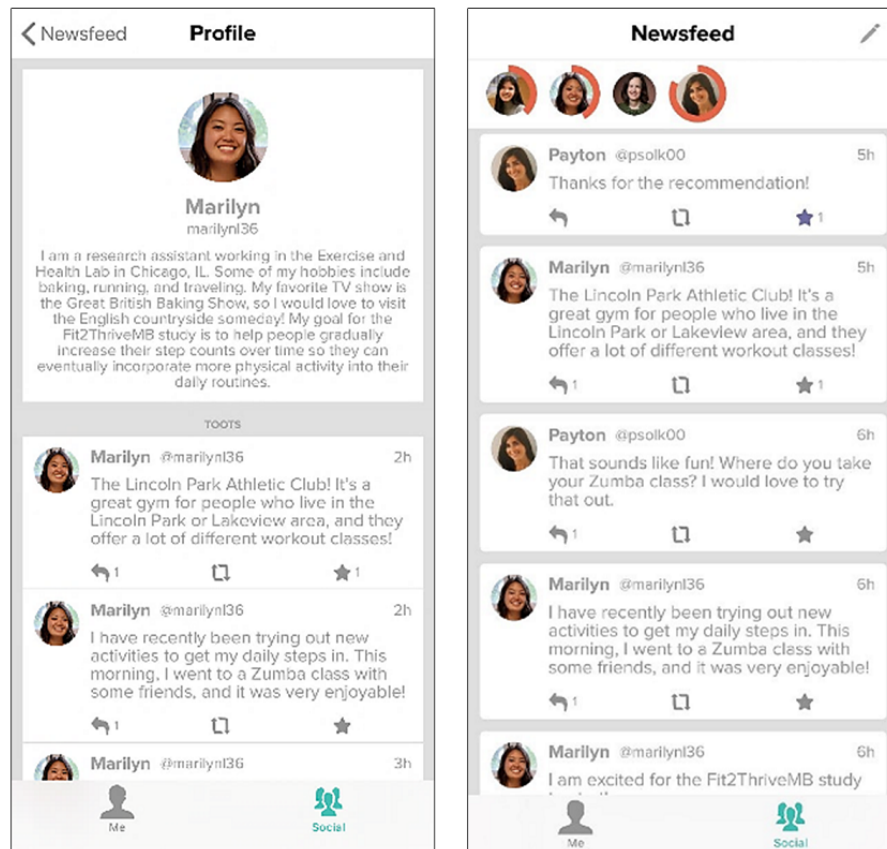 Newsfeed
Profile
Marilyn
marilynl36
I am a research assistant working in the Exercise and
Health Lab in Chicago, IL. Some of my hobbies include
baking, running, and traveling. My favorite TV show is
the Great British Baking Show, so I would love to visit
the English countryside someday! My goal for the
Fit2ThriveMB study is to help people gradually
increase their step counts over time so they can
eventually incorporate more physical activity into their
daily routines.
TOOTS
Marilyn @marilynl36 2h
The Lincoln Park Athletic Club! It's a
great gym for people who live in the
Lincoln Park or Lakeview area, and they
offer a lot of different workout classes!
1 1
Marilyn @marilynl36 2h
I have recently been trying out new
activities to get my daily steps in. This
morning, I went to a Zumba class with
some friends, and it was very enjoyable!
1
Marilyn @marilynl36 3h
Me
Social
Newsfeed
Payton @psolk00 5h
Thanks for the recommendation!
1
Marilyn @marilynl36 5h
The Lincoln Park Athletic Club! It's a
great gym for people who live in the
Lincoln Park or Lakeview area, and they
offer a lot of different workout classes!
1 1
Payton @psolk00 6h
That sounds like fun! Where do you take
your Zumba class? I would love to try
that out.
1
Marilyn @marilynl36 6h
I have recently been trying out new
activities to get my daily steps in. This
morning, I went to a Zumba class with
some friends, and it was very enjoyable!
1
Marilyn @marilynl36 6h
I am excited for the Fit2ThriveMB study
Me
Social